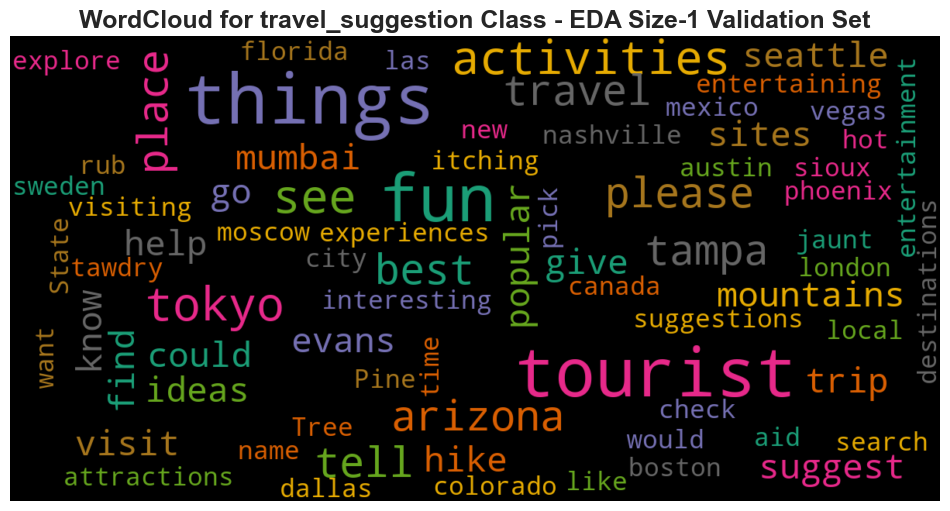 WordCloud for travel_suggestion Class - EDA Size-1 Validation Set
explore
place
florida
las
things
activities
seattle
travel
entertaining
mexico
vegas
entertainment
new
nashville
sites
hot
rub
mumbai
itching
austin
sioux
sweden
go
see
fun
please
phoenix
visiting
popular
pick
State
help
moscow
experiences
city
tampa
jaunt
destinations
tawdry
best
give
london
canada
know
tokyo
interesting
mountains
suggestions
local
want
find
could
evans
time
ideas
Pine
tourist
trip
visit
Tree
arizona
check
name
tell
hike
would
aid
search
attractions
boston
suggest
dallas
colorado
like